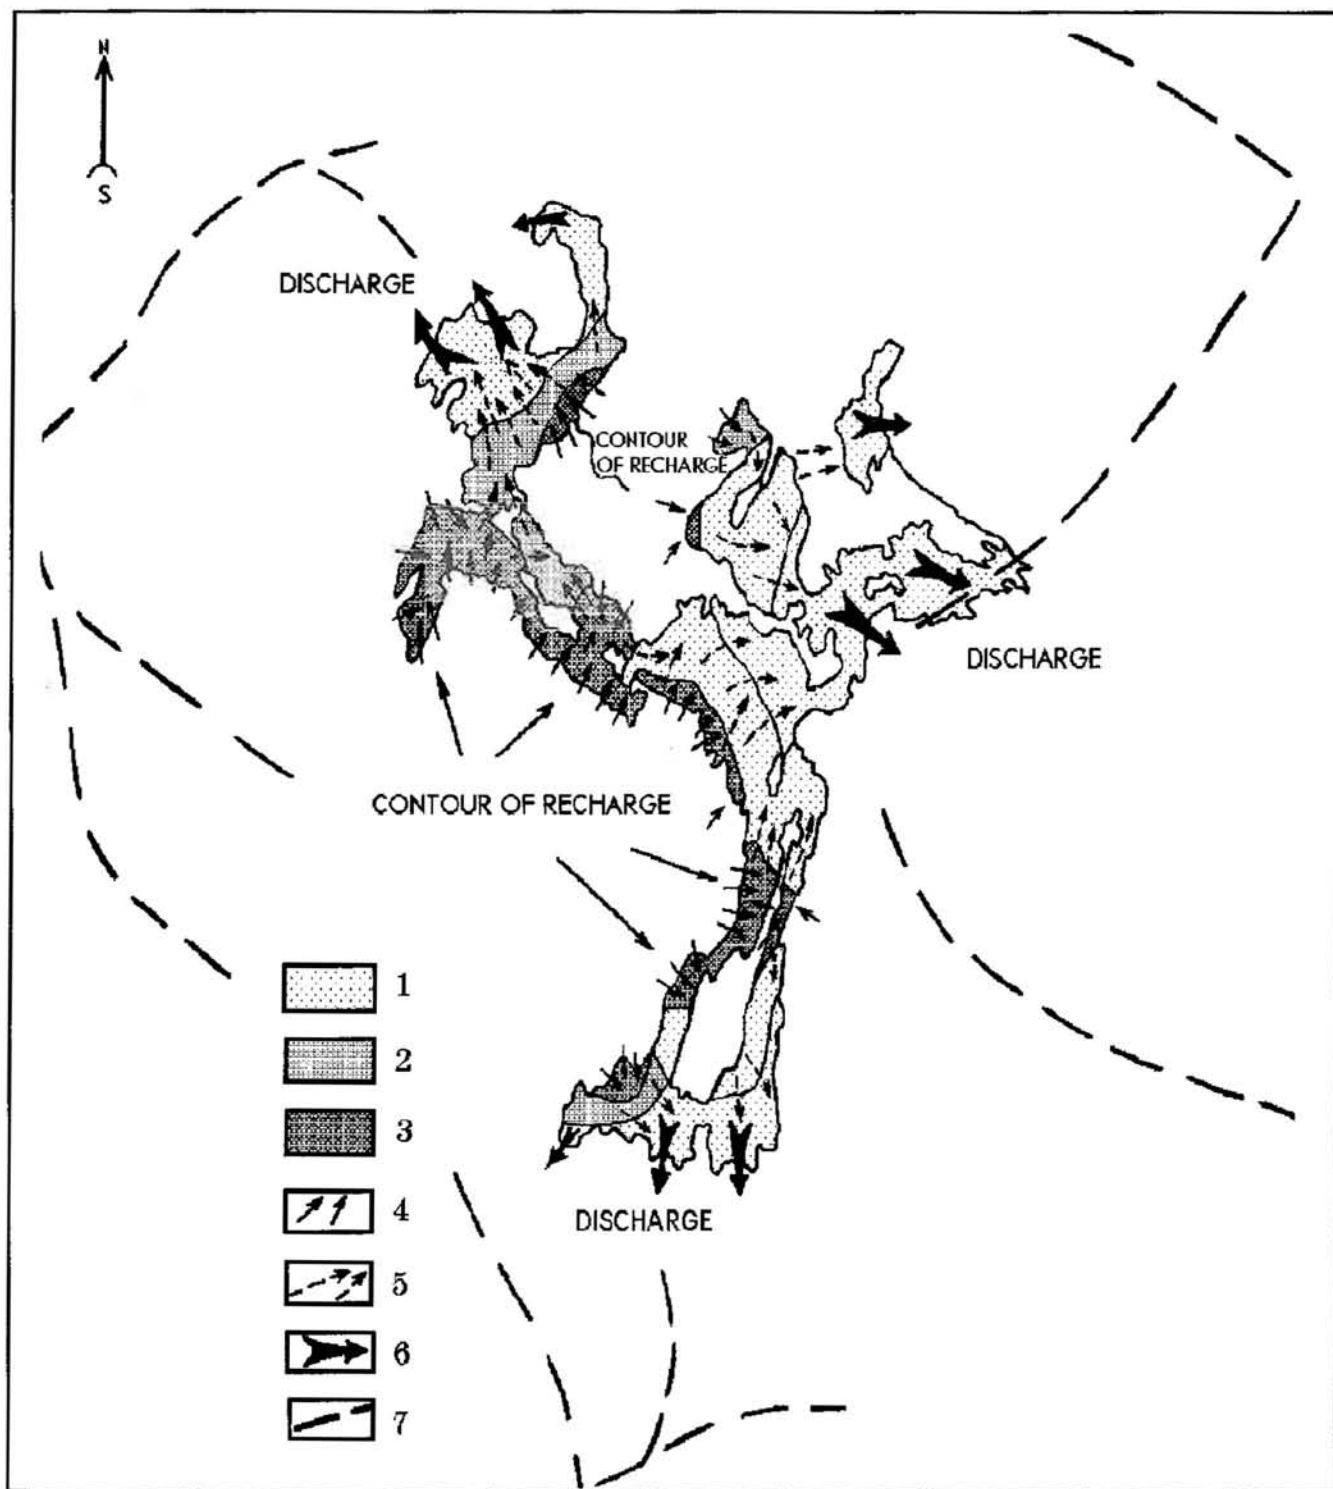 N
S
DISCHARGE
CONTOUR
OF RECHARGE
DISCHARGE
CONTOUR OF RECHARGE
1
2
3
4
5
6
7
DISCHARGE